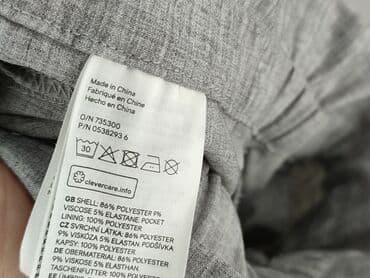 Made in China
Fabriqué en Chine
Hecho en China
O/N 735300
P/N 0538293 6
30
clevercare.info
GB SHELL: 86% POLYESTER 9%
VISCOSE 5% ELASTANE. POCKET
LINING: 100% POLYESTER
CZ SVRCHNÍ LÁTKA: 86% POLYESTER
9% VISKÓZA 5% ELASTAN PODŠÍVKA
KAPSY: 100% POLYESTER
DE OBERMATERIAL: 86% POLYESTER
9% VISKOSE 5% ELASTHAN.
TASCHENFUTTER: 100% POLYESTER